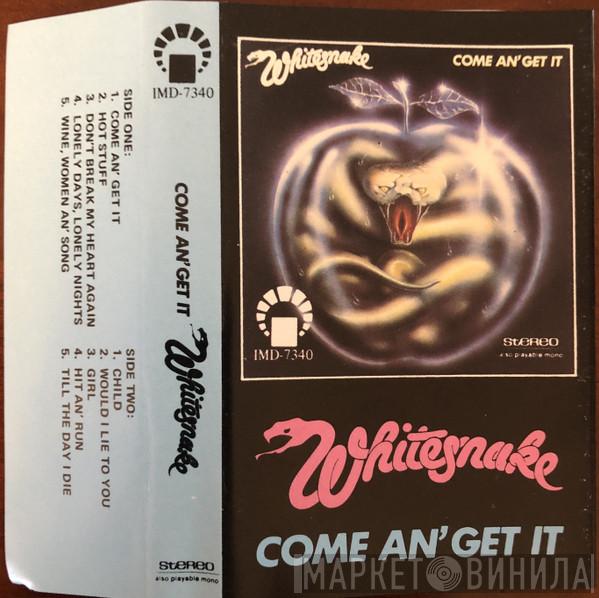 IMD-7340
SIDE ONE:
1. COME AN' GET IT
2. HOT STUFF
3. DON'T BREAK MY HEART AGAIN
4. LONELY DAYS, LONELY NIGHTS
5. WINE, WOMEN AN' SONG
COME AN' GET IT
Whitesnake
SIDE TWO:
1. CHILD
2. WOULD I LIE TO YOU
3. GIRL
4. HIT AN' RUN
5. TILL THE DAY I DIE
STEREO
also playable mono
Whitesnake
COME AN' GET IT
IMD-7340
STEREO
also playable mono
Whitesnake
COME AN' GET IT
МАРКЕТ ВИНИЛА